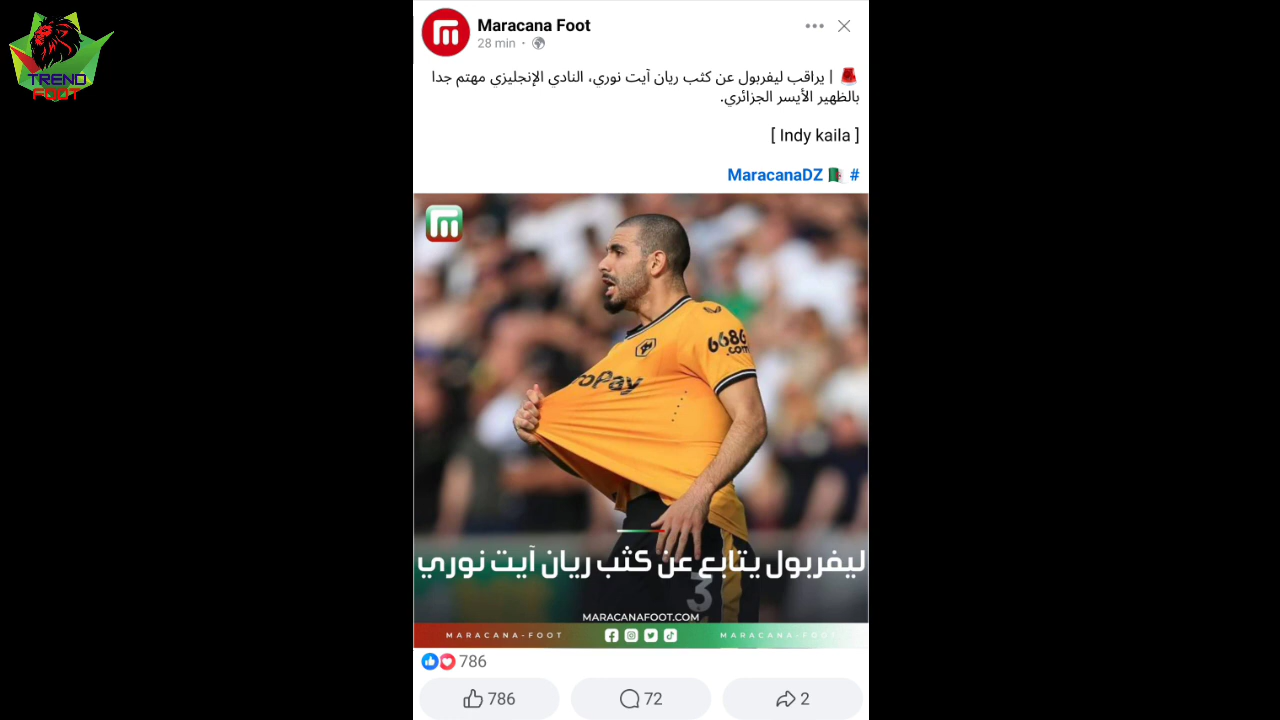 TREND
FOOT
Maracana Foot
28 min
| يراقب ليفربول عن كثب ريان آيت نوري، النادي الإنجليزي مهتم جدا
بالظهير الأيسر الجزائري.
[ Indy kaila ]
# MaracanaDZ
6686
.COM
roPay
ليفربول يتابع عن كثب ريان آيت نوري
3
MARACANAFOOT.COM
MARACANA-FOOT
MARACANA-FOOT
786
786
72
2